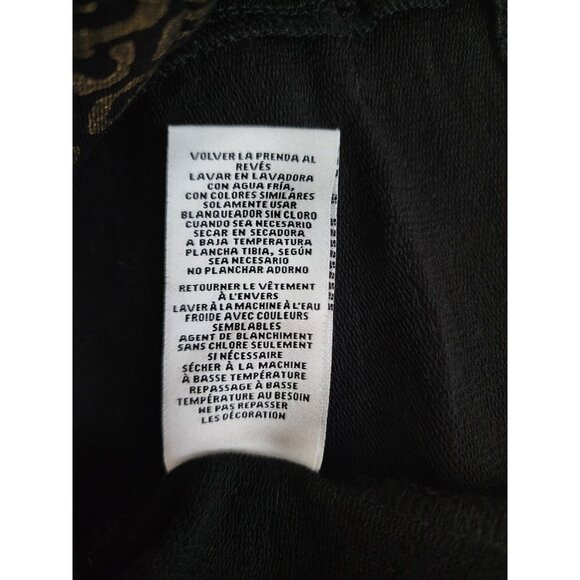 VOLVER LA PRENDA AL
REVÉS
LAVAR EN LAVADORA
CON AGUA FRÍA,
CON COLORES SIMILARES
SOLAMENTE USAR
BLANQUEADOR SIN CLORO
CUANDO SEA NECESARIO
SECAR EN SECADORA
A BAJA TEMPERATURA
PLANCHA TIBIA, SEGÚN
SEA NECESARIO
NO PLANCHAR ADORNO
RETOURNER LE VÊTEMENT
À L'ENVERS
LAVER À LA MACHINE À L'EAU
FROIDE AVEC COULEURS
SEMBLABLES
AGENT DE BLANCHIMENT
SANS CHLORE SEULEMENT
SI NÉCESSAIRE
SÉCHER À LA MACHINE
À BASSE TEMPÉRATURE
REPASSAGE À BASSE
TEMPÉRATURE AU BESOIN
NE PAS REPASSER
LES DÉCORATION